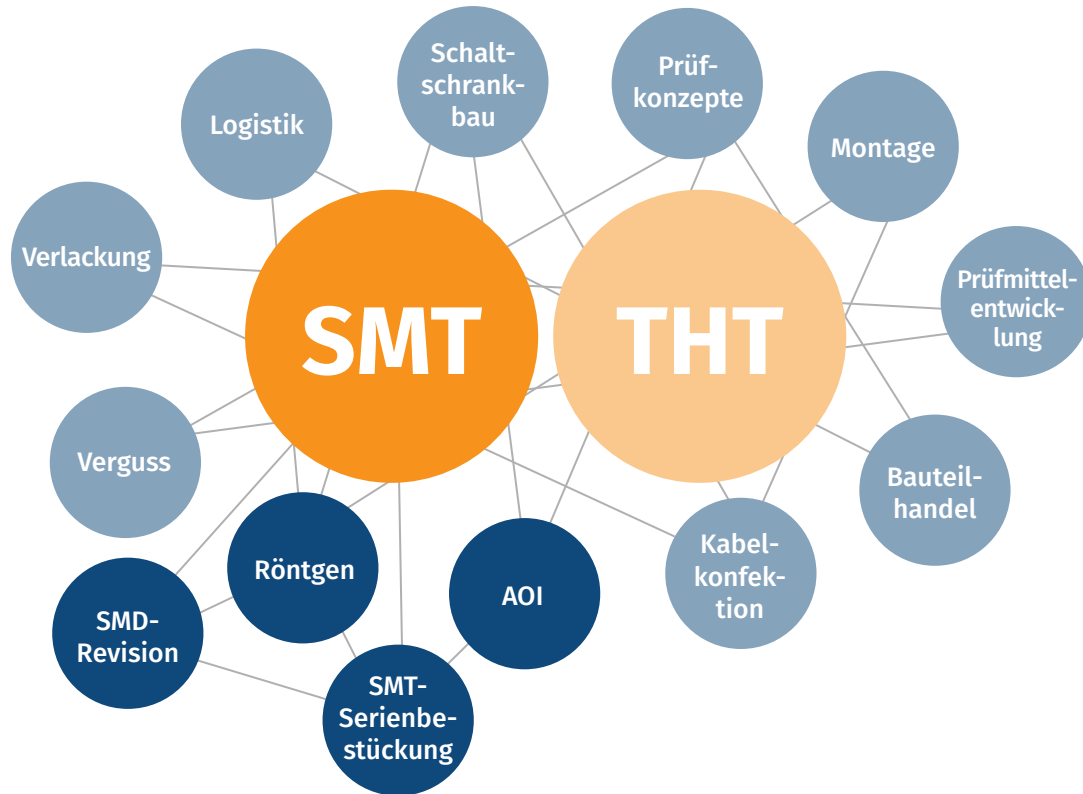 Schalt-
schrank-
bau
Prüf-
konzepte
Logistik
Montage
Verlackung
SMT
THT
Prüfmittel-
entwick-
lung
Verguss
Bauteil-
handel
Röntgen
AOI
Kabel-
konfek-
tion
SMD-
Revision
SMT-
Serienbe-
stückung